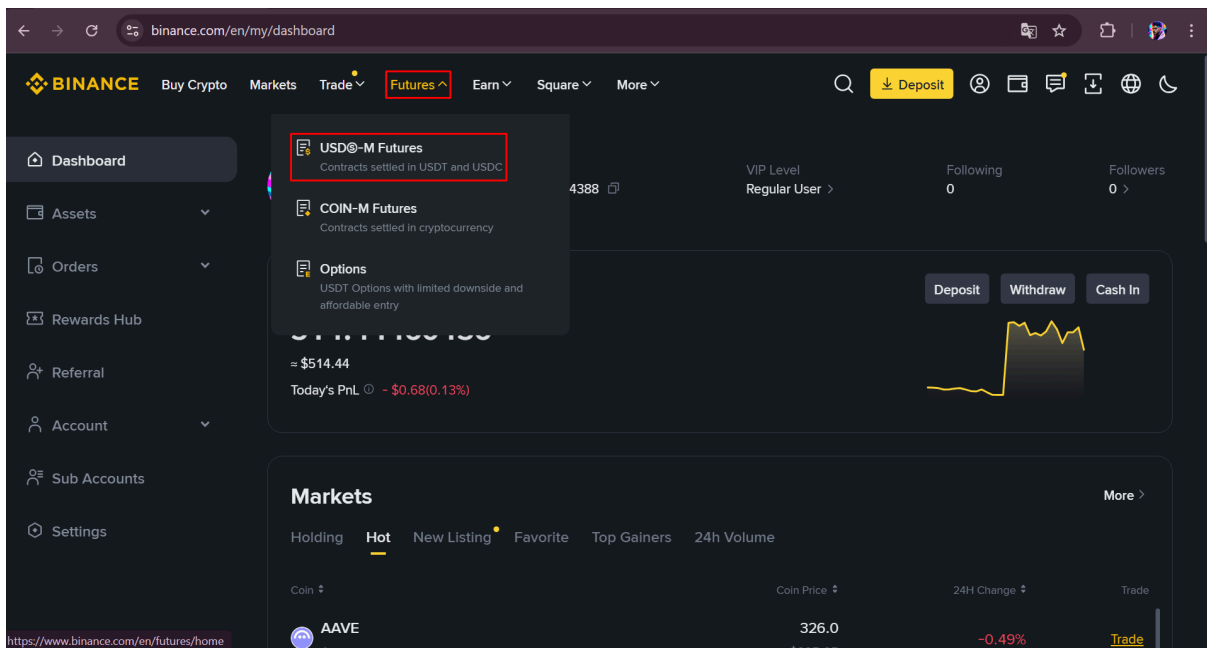 binance.com/en/my/dashboard
BINANCE Buy Crypto Markets Trade Futures Earn Square More Deposit
Dashboard
Assets
Orders
Rewards Hub
Referral
Account
Sub Accounts
Settings
USDⓈ-M Futures
Contracts settled in USDT and USDC
COIN-M Futures
Contracts settled in cryptocurrency
Options
USDT Options with limited downside and
affordable entry
4388
VIP Level
Regular User >
Following
0
Followers
0 >
Deposit Withdraw Cash In
≈ $514.44
Today's PnL - $0.68(0.13%)
Markets
More >
Holding Hot New Listing Favorite Top Gainers 24h Volume
Coin Coin Price 24H Change Trade
AAVE 326.0 -0.49% Trade
https://www.binance.com/en/futures/home